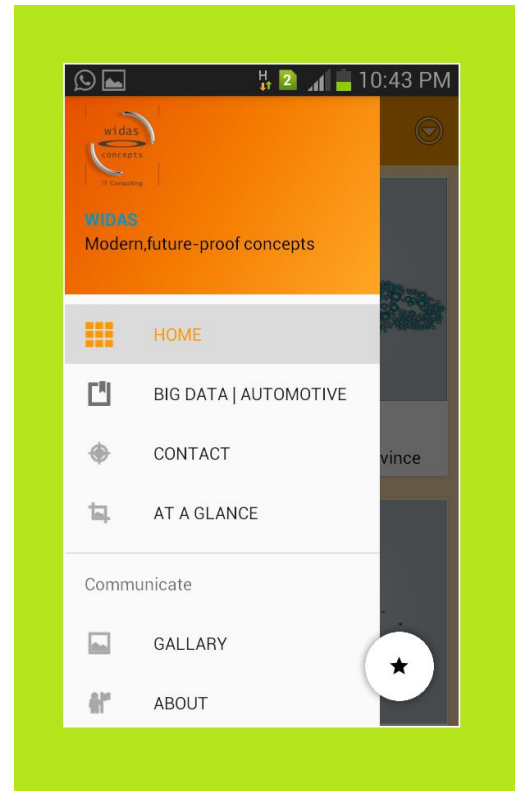 H 2 10:43 PM
widas
concepts
IT Consulting
WIDAS
Modern,future-proof concepts
HOME
BIG DATA | AUTOMOTIVE
CONTACT
vince
AT A GLANCE
Communicate
GALLARY
ABOUT